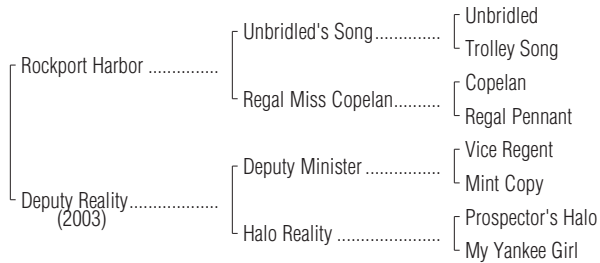 Unbridled
Unbridled's Song..............
Trolley Song
Rockport Harbor ...............
Copelan
Regal Miss Copelan..........
Regal Pennant
Vice Regent
Deputy Minister ................
Mint Copy
Deputy Reality...................
(2003)
Prospector's Halo
Halo Reality ......................
My Yankee Girl